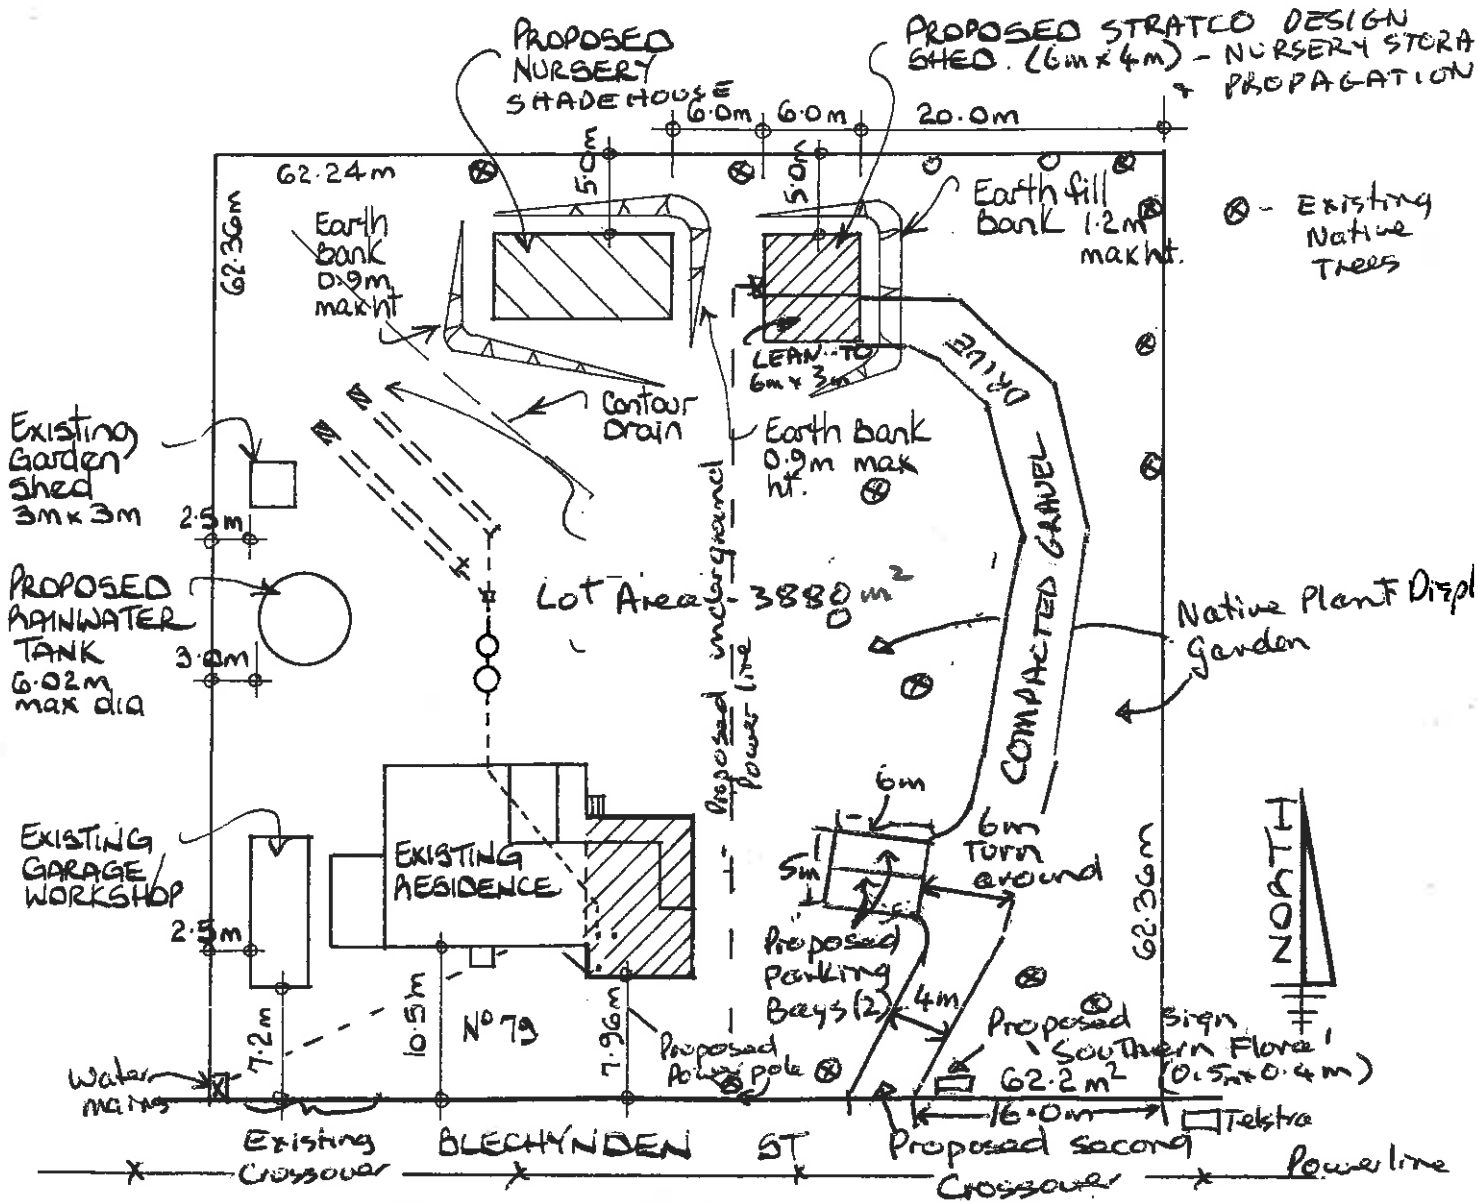 PROPOSED
NURSERY
SHADEHOUSE
PROPOSED STRATCO DESIGN
SHED. (6m x 4m) - NURSERY STORA
+ PROPAGATION
6.0m 6.0m 20.0m
62.24m
5.0m
5.0m
62.36m
Earth
bank
0.9m
max ht
Earth fill
Bank 1.2m
max ht.
⊗ - Existing
Native
Trees
LEAN-TO
6m x 3m
DRIVE
Contour
Drain
Earth Bank
0.9m max
ht.
Existing
Garden
Shed
3m x 3m
2.5m
PROPOSED
RAINWATER
TANK
6.02m
max dia
3.0m
Lot Area - 3880 m²
Proposed underground
Power line
COMPACTED GRAVEL
Native Plant Displ
Garden
EXISTING
GARAGE
WORKSHOP/
2.5m
EXISTING
RESIDENCE
6m
5m
6m
Turn
around
62.36m
NORTH
Proposed
parking
Bays (2)
4m
7.2m
10.5m
Nº 79
7.96m
Proposed
Power pole
Proposed Sign
'Southern Flora'
(0.5m x 0.4m)
62.2 m²
Water
mains
16.0m
Telstra
Existing
Crossover
BLECHYNDEN ST
Proposed second
Crossover
Powerline